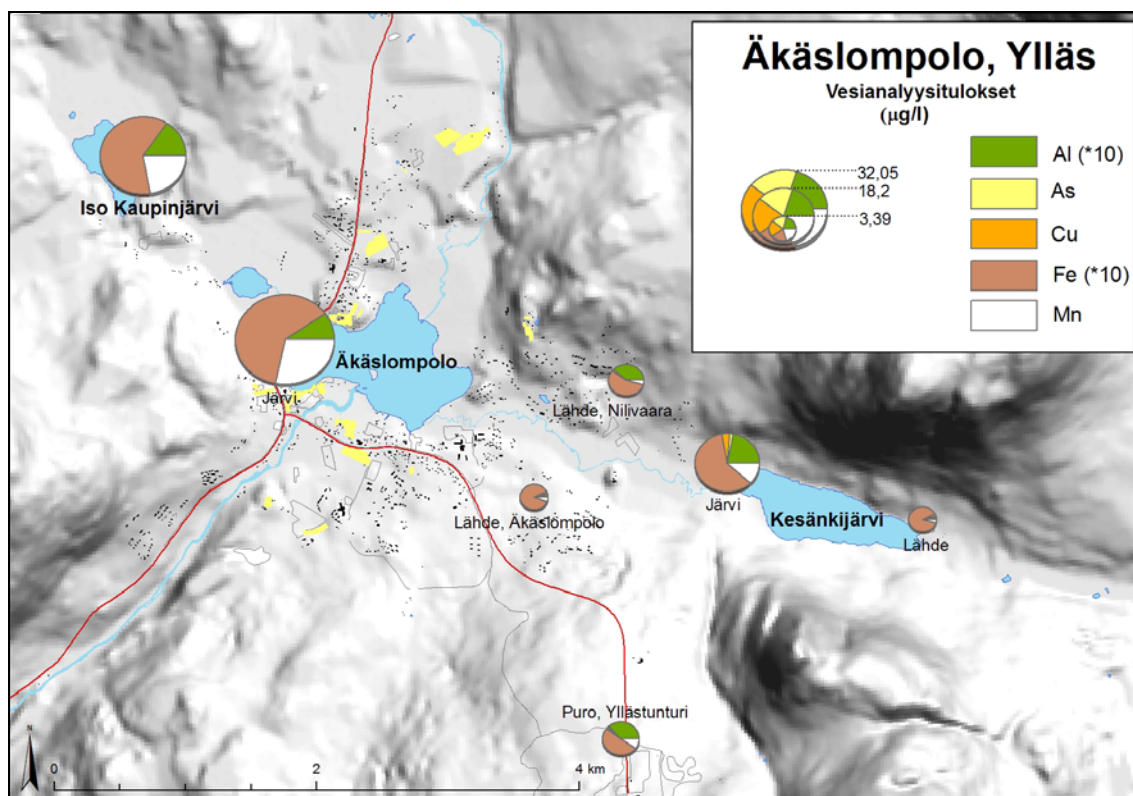 Äkäslompolo, Ylläs
Vesianalyysitulokset
(µg/l)
Al (*10)
As
Cu
Fe (*10)
Mn
32,05
18,2
3,39
Iso Kaupinjärvi
Äkäslompolo
Järvi
Lähde, Nilivaara
Lähde, Äkäslompolo
Järvi
Kesänkijärvi
Lähde
Puro, Yllästunturi
N
0
2
4 km